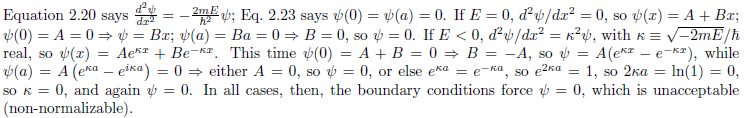 Equation 2.20 says d²ψ/dx² = −(2mE/ħ²)ψ; Eq. 2.23 says ψ(0) = ψ(a) = 0. If E = 0, d²ψ/dx² = 0, so ψ(x) = A + Bx;
ψ(0) = A = 0 ⇒ ψ = Bx; ψ(a) = Ba = 0 ⇒ B = 0, so ψ = 0. If E < 0, d²ψ/dx² = κ²ψ, with κ ≡ √−2mE/ħ
real, so ψ(x) = Ae^κx + Be^−κx. This time ψ(0) = A + B = 0 ⇒ B = −A, so ψ = A(e^κx − e^−κx), while
ψ(a) = A (e^κa − e^iκa) = 0 ⇒ either A = 0, so ψ = 0, or else e^κa = e^−κa, so e^2κa = 1, so 2κa = ln(1) = 0,
so κ = 0, and again ψ = 0. In all cases, then, the boundary conditions force ψ = 0, which is unacceptable
(non-normalizable).